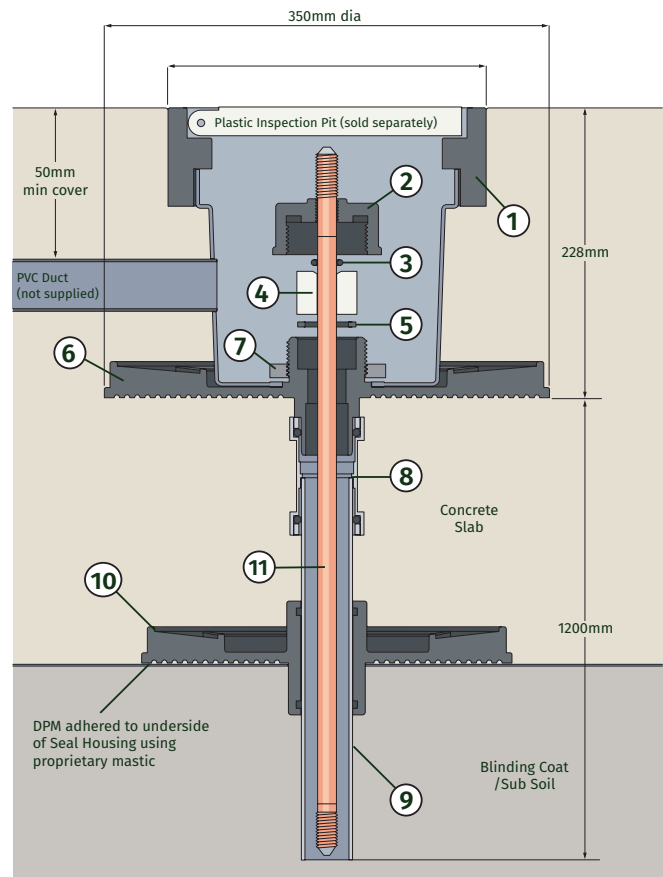 350mm dia
Plastic Inspection Pit (sold separately)
50mm
min cover
2
1
3
228mm
PVC Duct
(not supplied)
4
5
7
6
8
Concrete
Slab
11
10
1200mm
DPM adhered to underside
of Seal Housing using
proprietary mastic
Blinding Coat
/Sub Soil
9